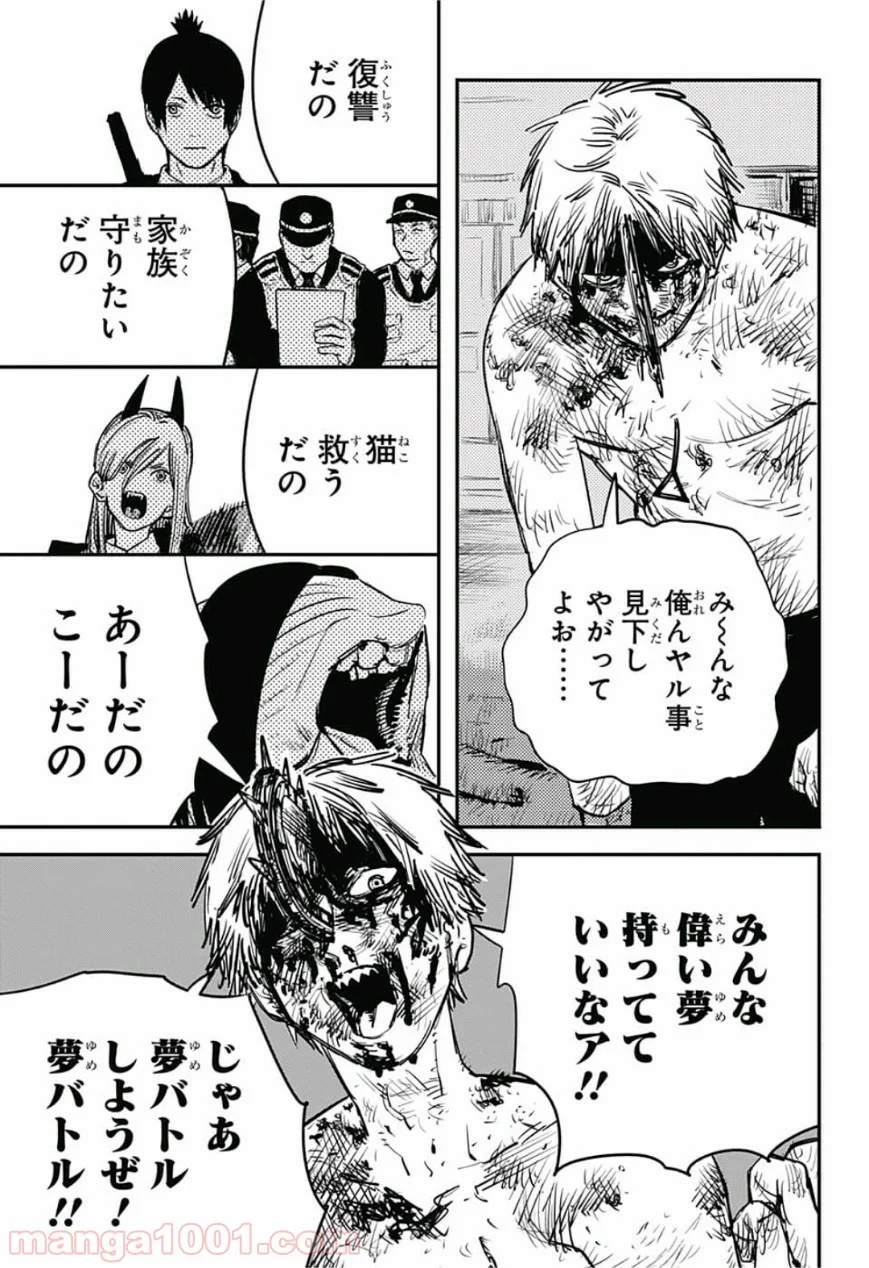 み～んな
俺んヤル事
見下し
やがって
よお……
復讐
だの
家族
守りたい
だの
猫
救う
だの
あーだの
こーだの
みんな
偉い夢
持ってて
いいなア!!
じゃあ
夢バトル
しようぜ！
夢バトル!!
manga1001.com